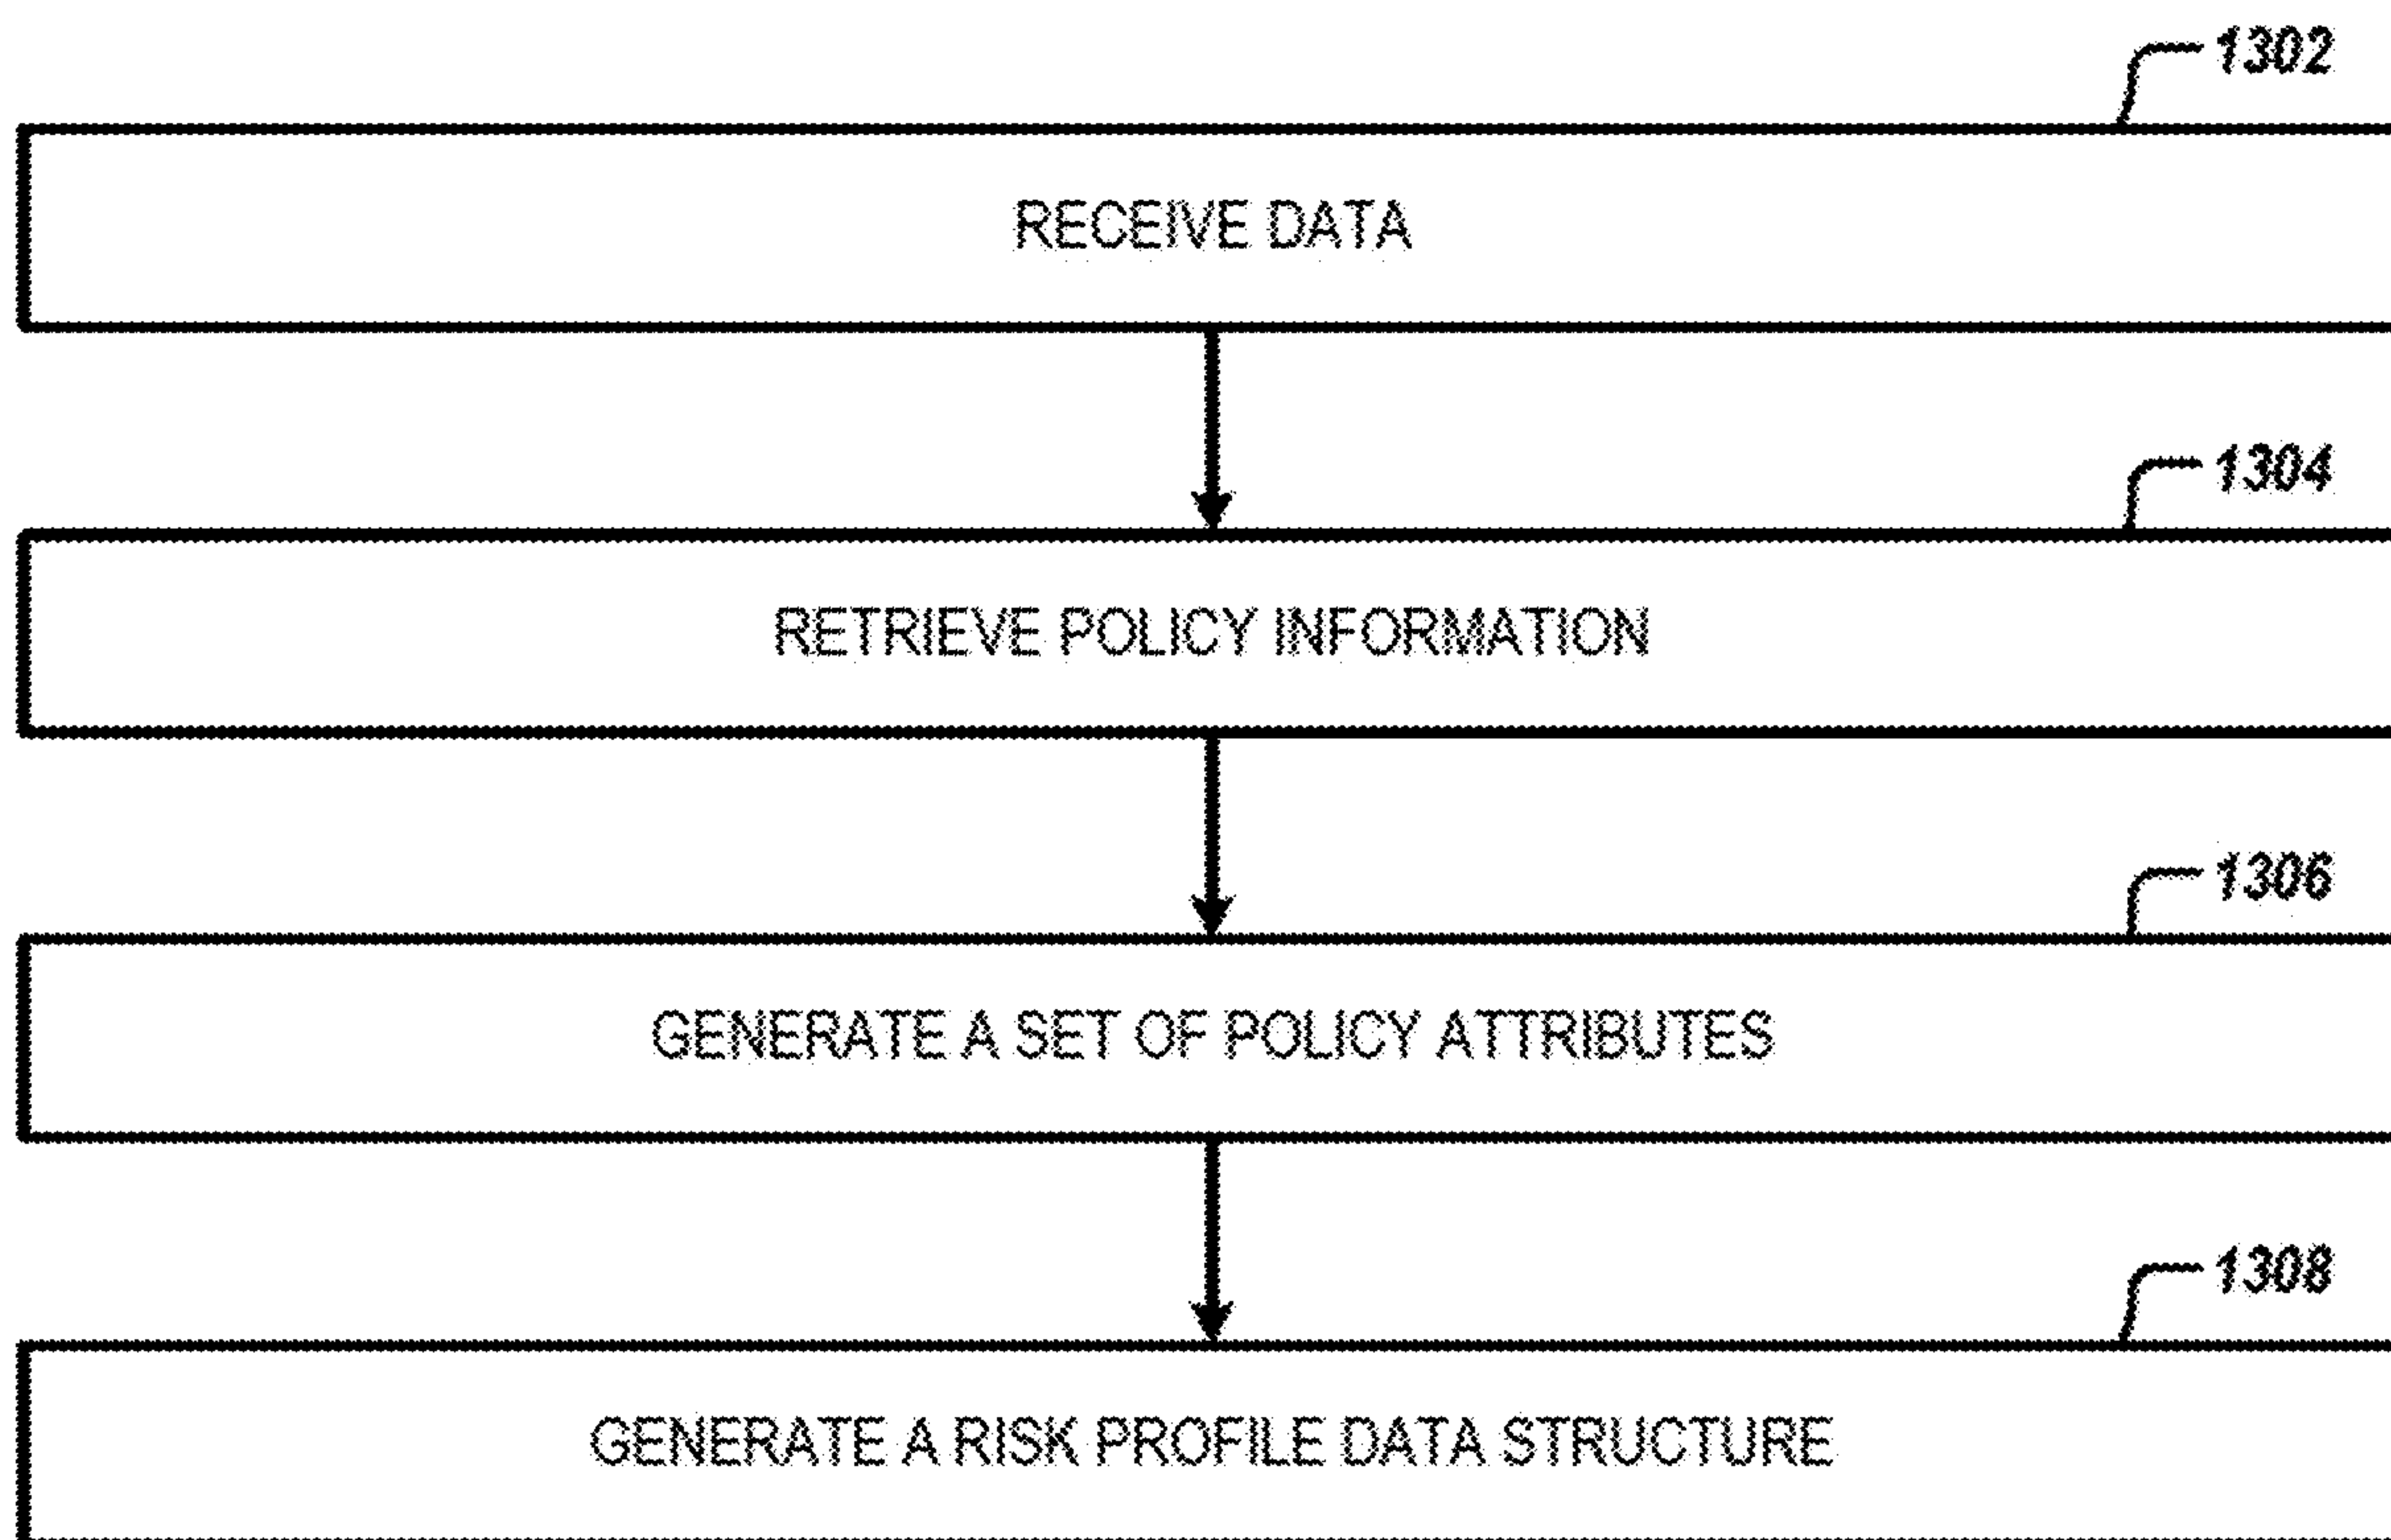 1302
RECEIVE DATA
1304
RETRIEVE POLICY INFORMATION
1306
GENERATE A SET OF POLICY ATTRIBUTES
1308
GENERATE A RISK PROFILE DATA STRUCTURE